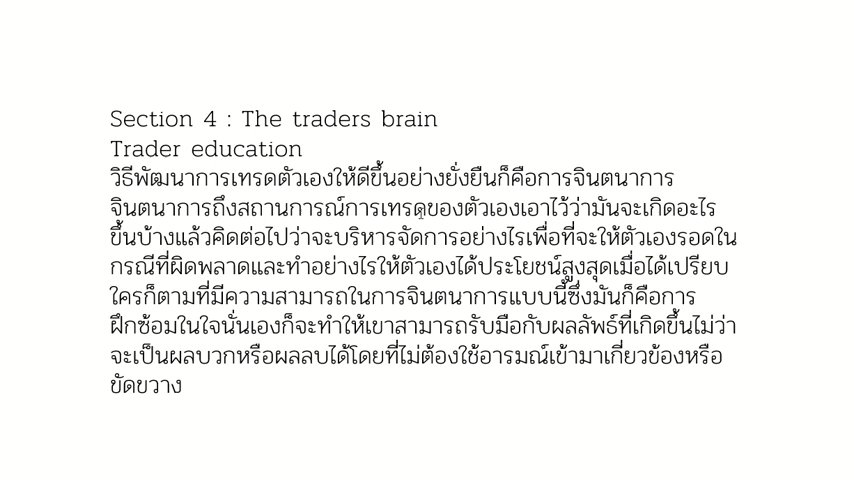 Section 4 : The traders brain
Trader education
วิธีพัฒนาการเทรดตัวเองให้ดีขึ้นอย่างยั่งยืนก็คือการจินตนาการ
จินตนาการถึงสถานการณ์การเทรดของตัวเองเอาไว้ว่ามันจะเกิดอะไร
ขึ้นบ้างแล้วคิดต่อไปว่าจะบริหารจัดการอย่างไรเพื่อที่จะให้ตัวเองรอดใน
กรณีที่ผิดพลาดและทำอย่างไรให้ตัวเองได้ประโยชน์สูงสุดเมื่อได้เปรียบ
ใครก็ตามที่มีความสามารถในการจินตนาการแบบนี้ซึ่งมันก็คือการ
ฝึกซ้อมในใจนั่นเองก็จะทำให้เขาสามารถรับมือกับผลลัพธ์ที่เกิดขึ้นไม่ว่า
จะเป็นผลบวกหรือผลลบได้โดยที่ไม่ต้องใช้อารมณ์เข้ามาเกี่ยวข้องหรือ
ขัดขวาง